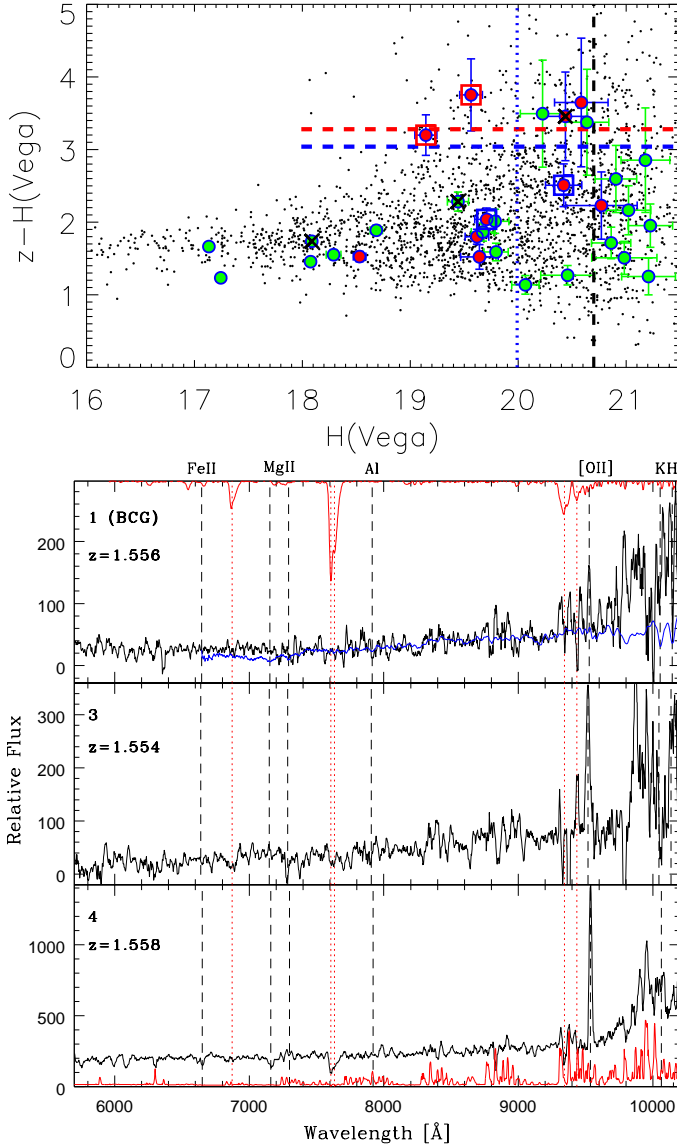 5
4
3
2
1
0
z−H(Vega)
16 17 18 19 20 21
H(Vega)
FeII MgII Al [OII] KH
1 (BCG)
z=1.556
200
100
0
3
z=1.554
300
200
100
0
Relative Flux
4
z=1.558
1000
500
0
6000 7000 8000 9000 10000
Wavelength [Å]